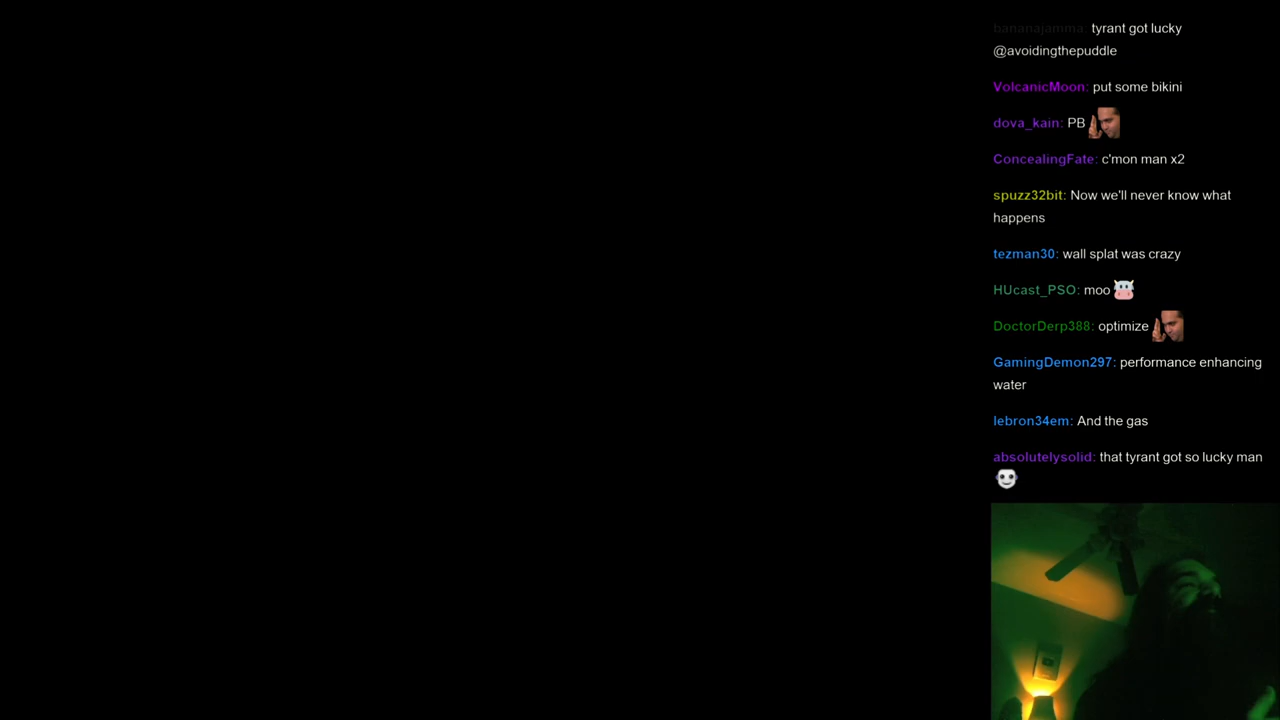 bananajamma: tyrant got lucky
@avoidingthepuddle
VolcanicMoon: put some bikini
dova_kain: PB
ConcealingFate: c'mon man x2
spuzz32bit: Now we'll never know what
happens
tezman30: wall splat was crazy
HUcast_PSO: moo
DoctorDerp388: optimize
GamingDemon297: performance enhancing
water
lebron34em: And the gas
absolutelysolid: that tyrant got so lucky man